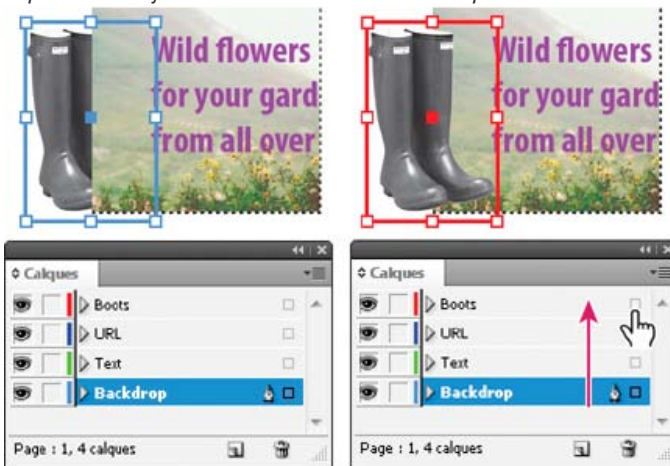 Wild flowers
for your gard
from all over
Wild flowers
for your gard
from all over
Calques
Boots
URL
Text
Backdrop
Page : 1, 4 calques
Calques
Boots
URL
Text
Backdrop
Page : 1, 4 calques